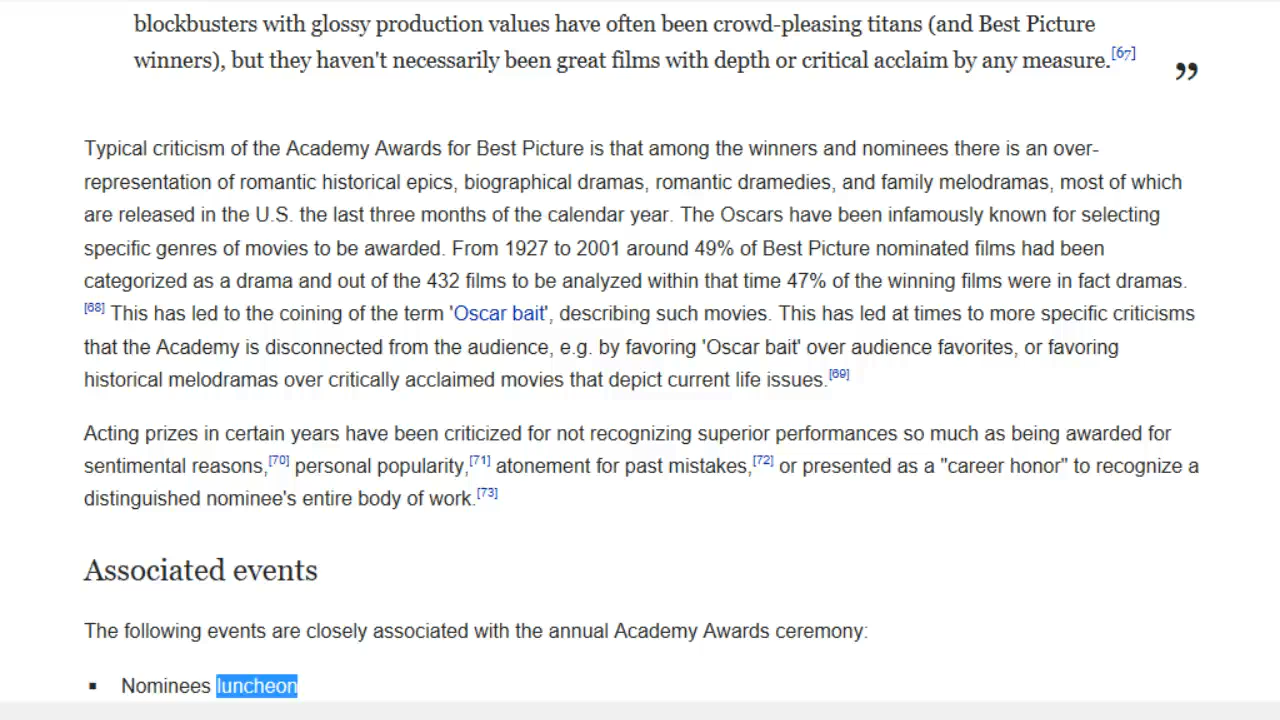 blockbusters with glossy production values have often been crowd-pleasing titans (and Best Picture
winners), but they haven't necessarily been great films with depth or critical acclaim by any measure.[67]
”
Typical criticism of the Academy Awards for Best Picture is that among the winners and nominees there is an over-
representation of romantic historical epics, biographical dramas, romantic dramedies, and family melodramas, most of which
are released in the U.S. the last three months of the calendar year. The Oscars have been infamously known for selecting
specific genres of movies to be awarded. From 1927 to 2001 around 49% of Best Picture nominated films had been
categorized as a drama and out of the 432 films to be analyzed within that time 47% of the winning films were in fact dramas.
[68] This has led to the coining of the term 'Oscar bait', describing such movies. This has led at times to more specific criticisms
that the Academy is disconnected from the audience, e.g. by favoring 'Oscar bait' over audience favorites, or favoring
historical melodramas over critically acclaimed movies that depict current life issues.[69]
Acting prizes in certain years have been criticized for not recognizing superior performances so much as being awarded for
sentimental reasons,[70] personal popularity,[71] atonement for past mistakes,[72] or presented as a "career honor" to recognize a
distinguished nominee's entire body of work.[73]
Associated events
The following events are closely associated with the annual Academy Awards ceremony:
▪ Nominees luncheon